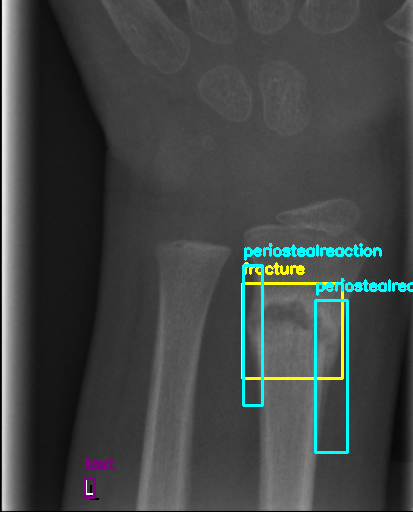 periostealreaction
fracture
periostealreac
text
L